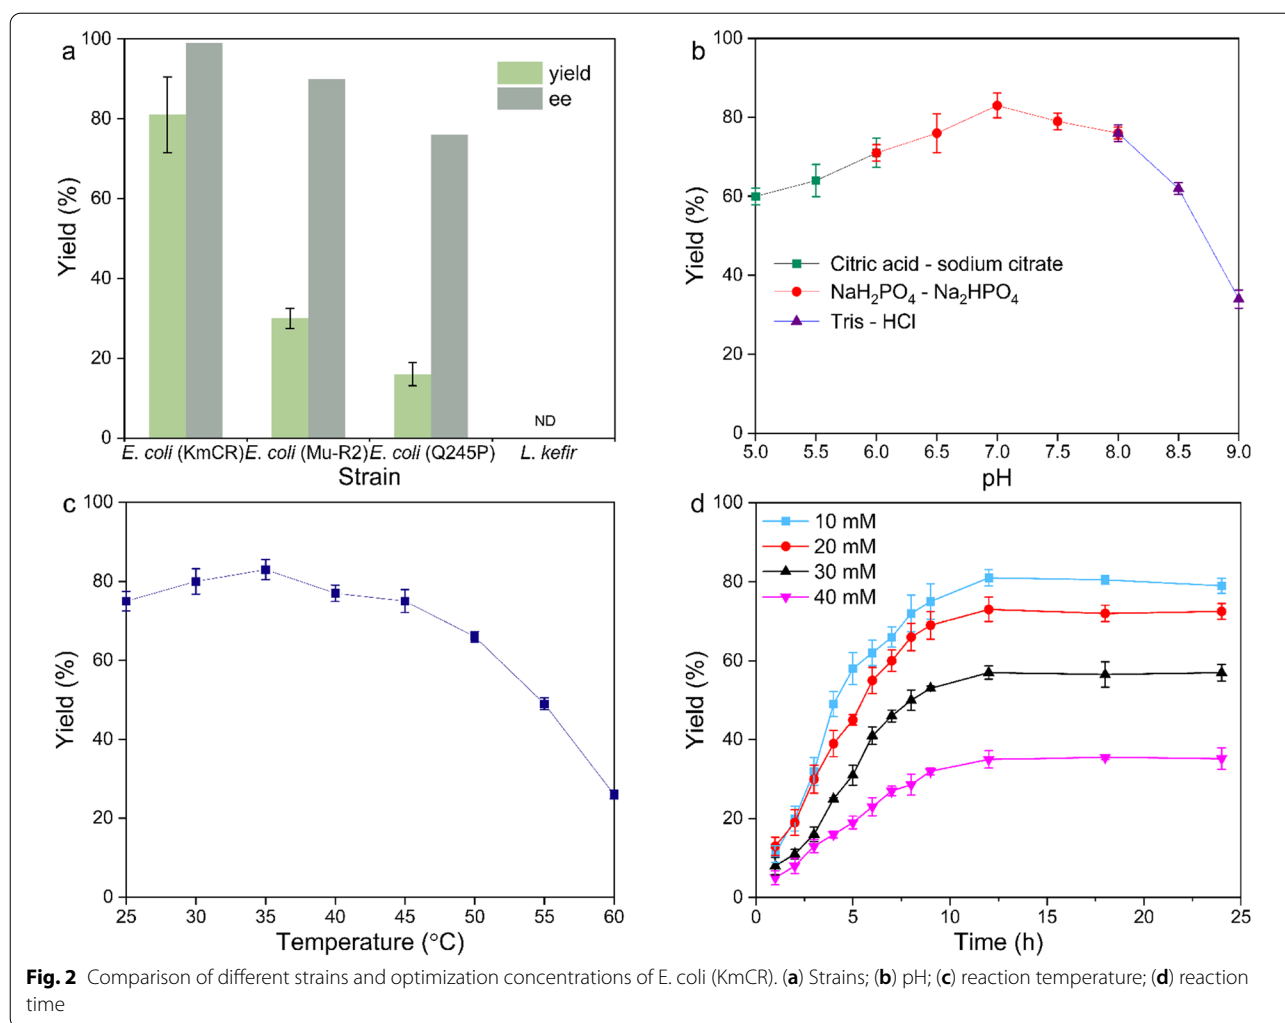 a
100
80
60
40
20
0
Yield (%)
yield
ee
ND
E. coli (KmCR) E. coli (Mu-R2) E. coli (Q245P) L. kefir
Strain
b
100
80
60
40
20
0
Yield (%)
Citric acid - sodium citrate
NaH₂PO₄ - Na₂HPO₄
Tris - HCl
5.0 5.5 6.0 6.5 7.0 7.5 8.0 8.5 9.0
pH
c
100
80
60
40
20
0
Yield (%)
25 30 35 40 45 50 55 60
Temperature (°C)
d
100
80
60
40
20
0
Yield (%)
10 mM
20 mM
30 mM
40 mM
0 5 10 15 20 25
Time (h)
Fig. 2 Comparison of different strains and optimization concentrations of E. coli (KmCR). (a) Strains; (b) pH; (c) reaction temperature; (d) reaction
time